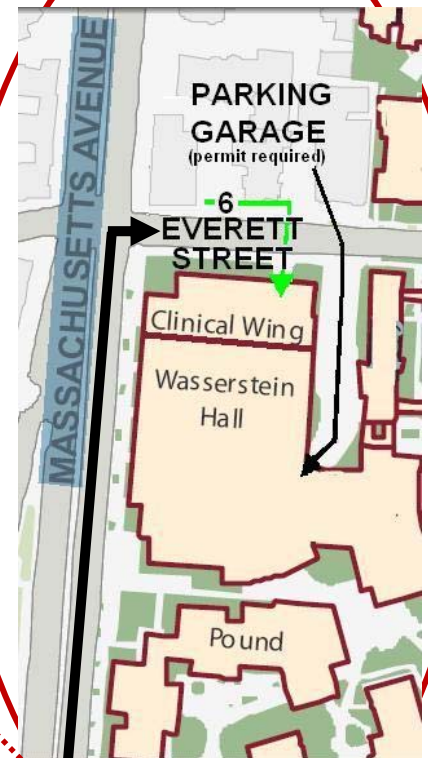 MASSACHUSETTS AVENUE
PARKING
GARAGE
(permit required)
6
EVERETT
STREET
Clinical Wing
Wasserstein
Hall
Pound